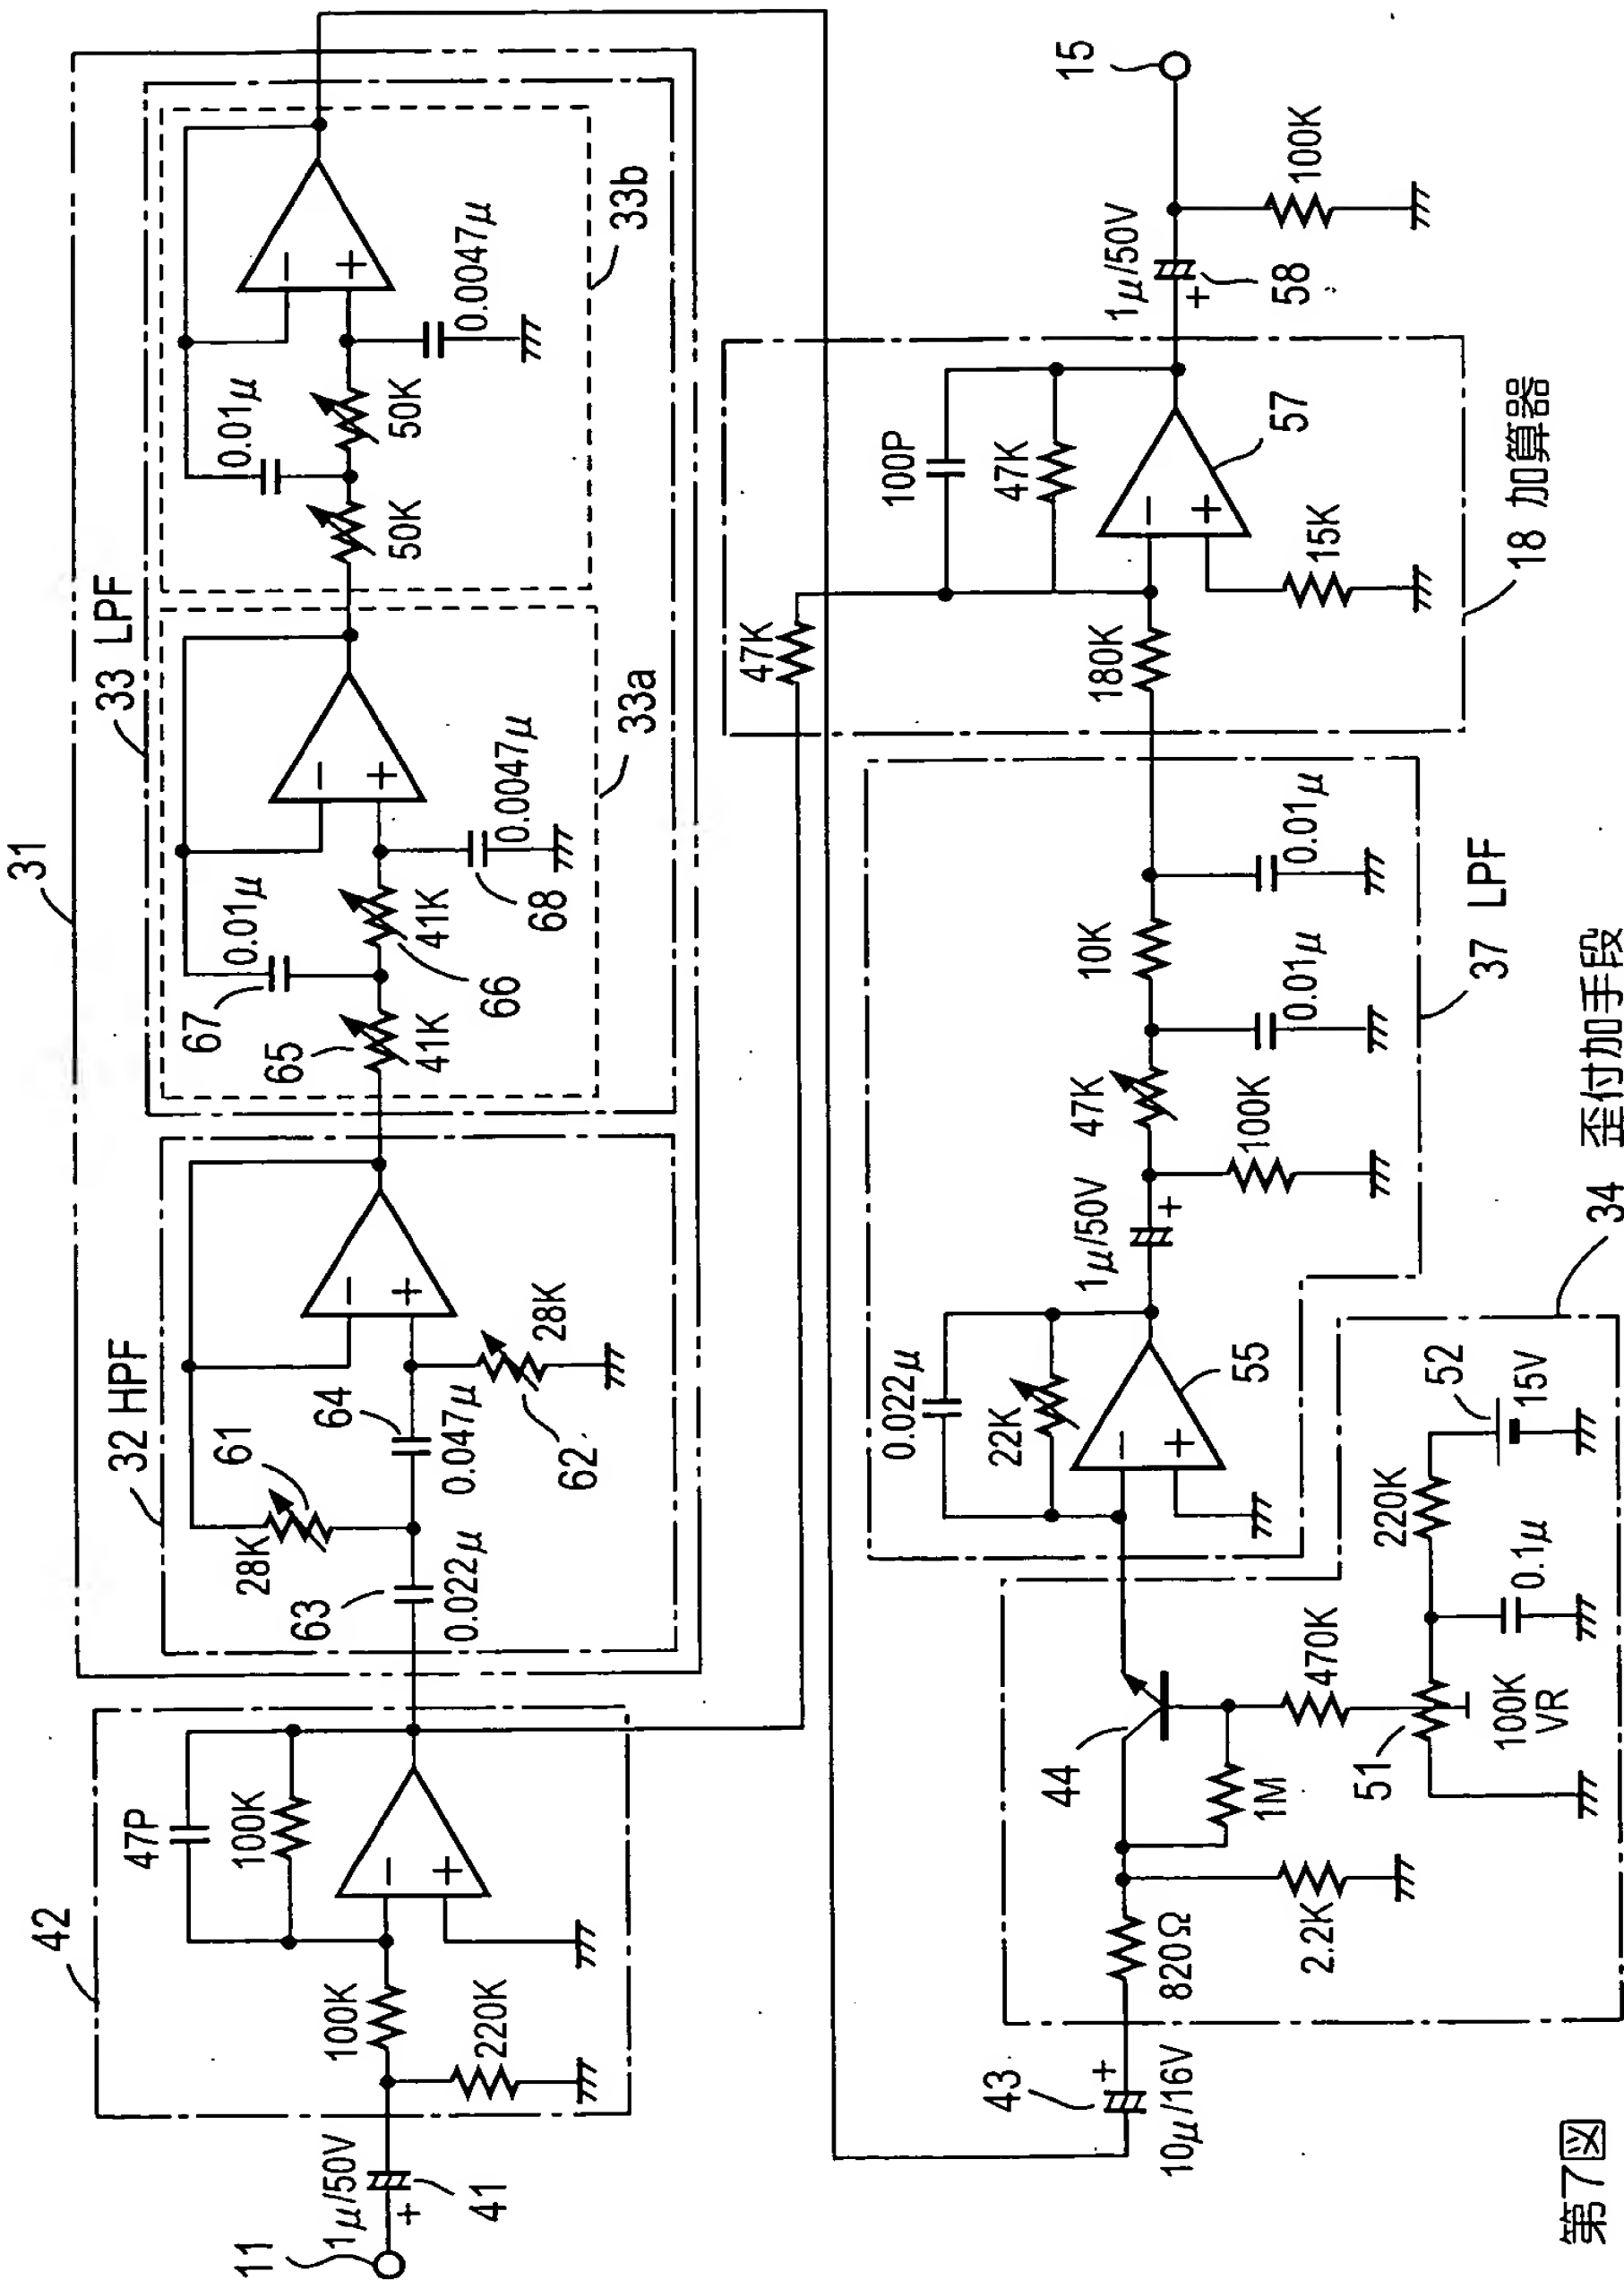 31
42
32 HPF
33 LPF
47P
100K
100K
220K
1μ/50V
+
41
11
−
+
28K
61
63
0.022μ
64
0.047μ
−
+
28K
62
67
0.01μ
65
41K
66
41K
68
0.0047μ
−
+
33a
0.01μ
50K
50K
0.0047μ
−
+
33b
43
+
10μ/16V
820Ω
2.2K
44
1M
470K
51
100K
VR
0.1μ
220K
52
15V
34 歪付加手段
0.022μ
22K
−
+
55
1μ/50V
+
100K
47K
0.01μ
10K
0.01μ
37 LPF
47K
180K
100P
47K
−
+
15K
57
18 加算器
1μ/50V
+
58
100K
15
第7図